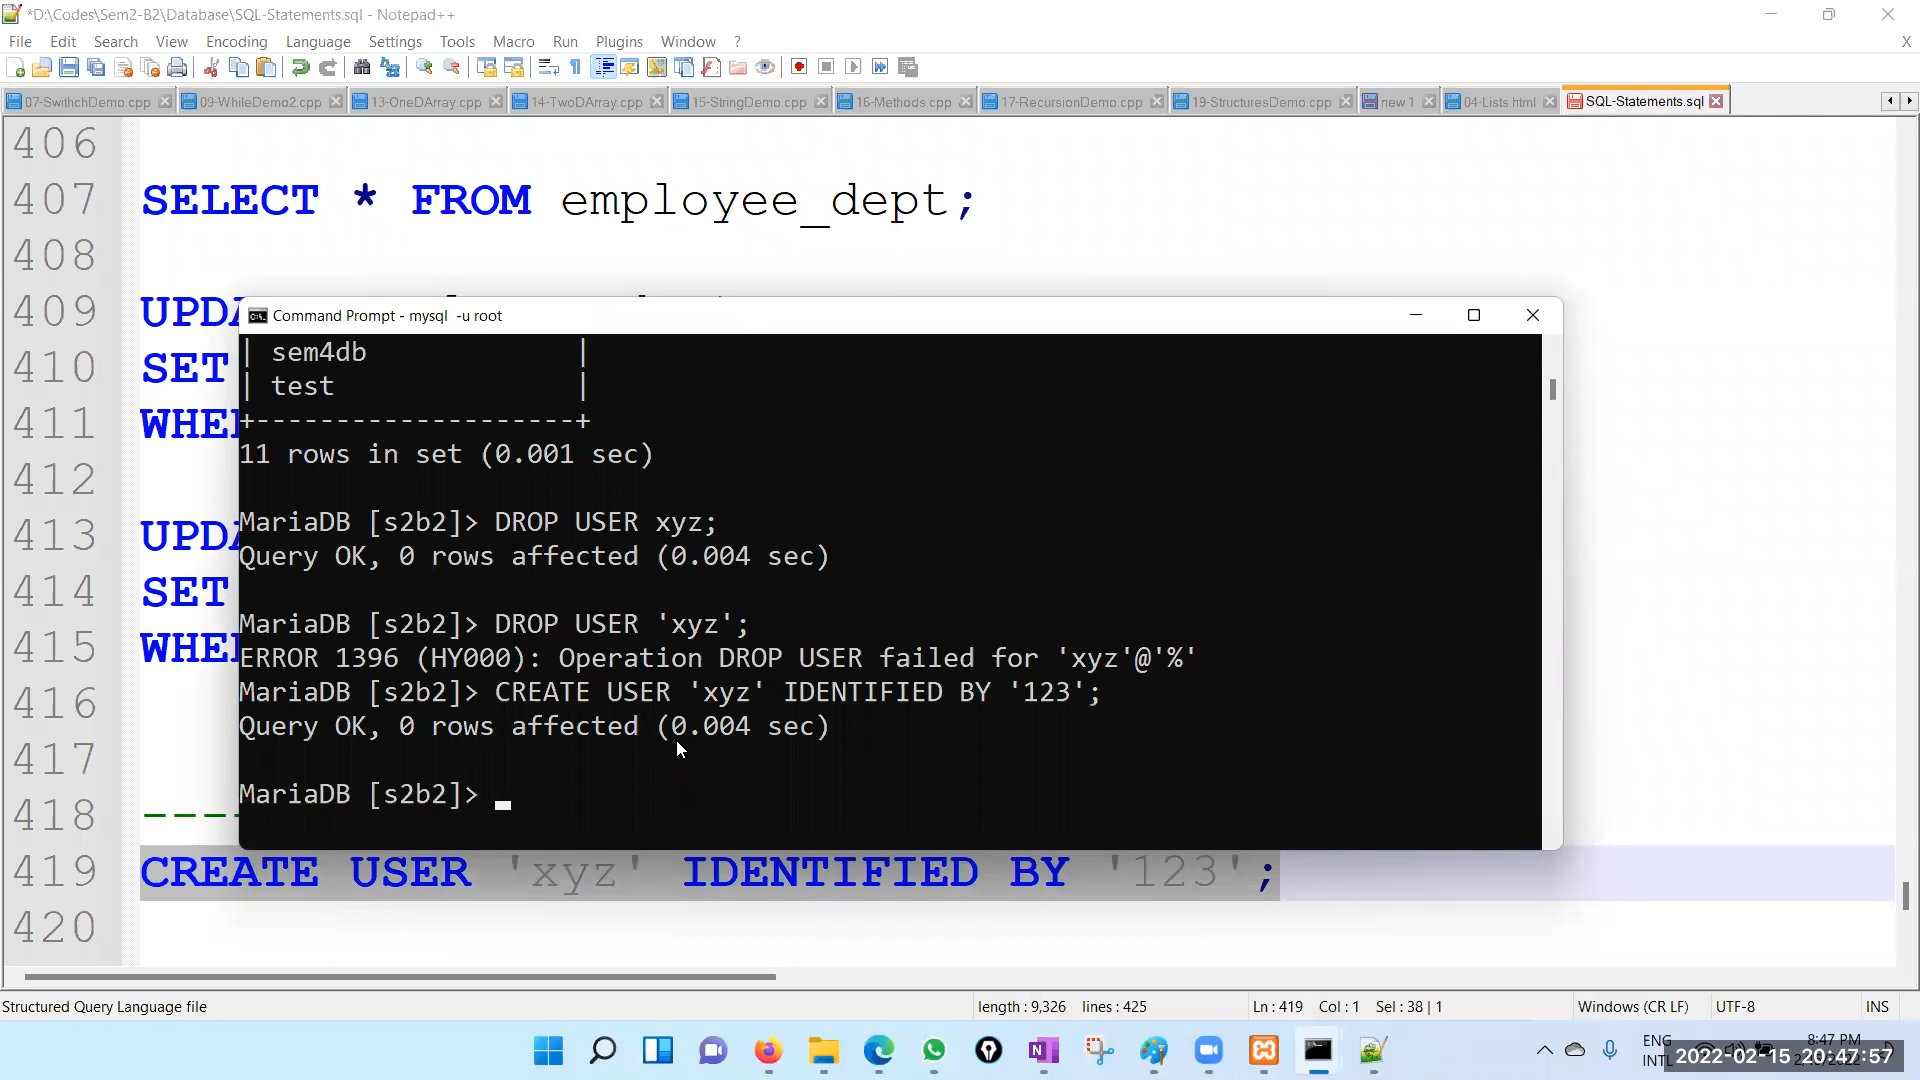 *D:\Codes\Sem2-B2\Database\SQL-Statements.sql - Notepad++
File Edit Search View Encoding Language Settings Tools Macro Run Plugins Window ?
X
07-SwithchDemo.cpp 09-WhileDemo2.cpp 13-OneDArray.cpp 14-TwoDArray.cpp 15-StringDemo.cpp 16-Methods.cpp 17-RecursionDemo.cpp 19-StructuresDemo.cpp new 1 04-Lists html SQL-Statements.sql
406
407 SELECT * FROM employee_dept;
408
409 UPDA
410 SET
411 WHE
412
413 UPDA
414 SET
415 WHE
416
417
418 ----
419 CREATE USER 'xyz' IDENTIFIED BY '123';
420
Command Prompt - mysql -u root
| sem4db |
| test |
+--------------------+
11 rows in set (0.001 sec)
MariaDB [s2b2]> DROP USER xyz;
Query OK, 0 rows affected (0.004 sec)
MariaDB [s2b2]> DROP USER 'xyz';
ERROR 1396 (HY000): Operation DROP USER failed for 'xyz'@'%'
MariaDB [s2b2]> CREATE USER 'xyz' IDENTIFIED BY '123';
Query OK, 0 rows affected (0.004 sec)
MariaDB [s2b2]>
Structured Query Language file length : 9,326 lines : 425 Ln : 419 Col : 1 Sel : 38 | 1 Windows (CR LF) UTF-8 INS
ENG
INTL
8:47 PM
2022-02-15 20:47:57